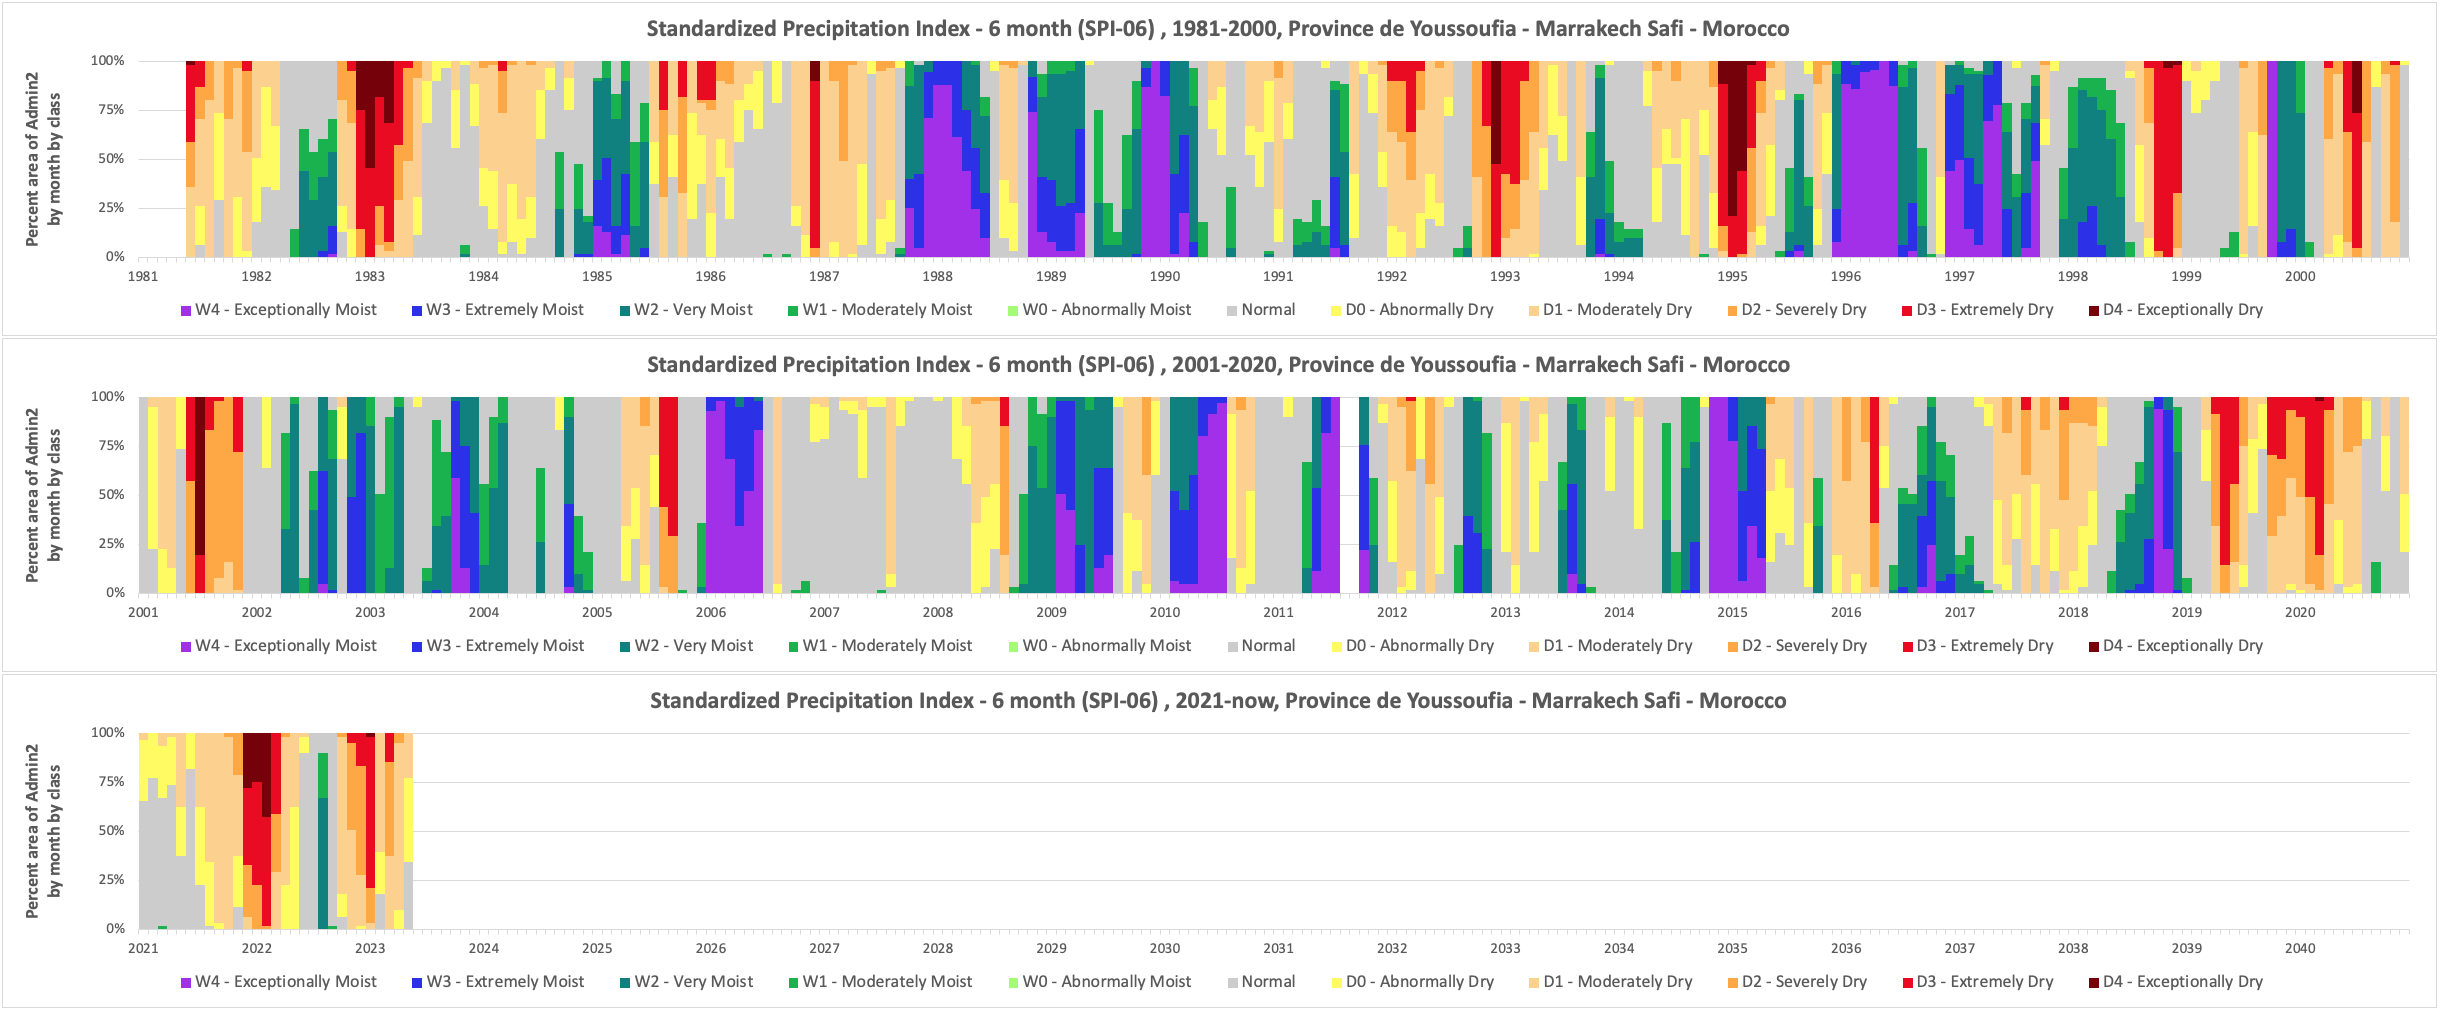 Standardized Precipitation Index - 6 month (SPI-06) , 1981-2000, Province de Youssoufia - Marrakech Safi - Morocco
Percent area of Admin2
by month by class
100%
75%
50%
25%
0%
1981 1982 1983 1984 1985 1986 1987 1988 1989 1990 1991 1992 1993 1994 1995 1996 1997 1998 1999 2000
W4 - Exceptionally Moist W3 - Extremely Moist W2 - Very Moist W1 - Moderately Moist W0 - Abnormally Moist Normal D0 - Abnormally Dry D1 - Moderately Dry D2 - Severely Dry D3 - Extremely Dry D4 - Exceptionally Dry
Standardized Precipitation Index - 6 month (SPI-06) , 2001-2020, Province de Youssoufia - Marrakech Safi - Morocco
Percent area of Admin2
by month by class
100%
75%
50%
25%
0%
2001 2002 2003 2004 2005 2006 2007 2008 2009 2010 2011 2012 2013 2014 2015 2016 2017 2018 2019 2020
W4 - Exceptionally Moist W3 - Extremely Moist W2 - Very Moist W1 - Moderately Moist W0 - Abnormally Moist Normal D0 - Abnormally Dry D1 - Moderately Dry D2 - Severely Dry D3 - Extremely Dry D4 - Exceptionally Dry
Standardized Precipitation Index - 6 month (SPI-06) , 2021-now, Province de Youssoufia - Marrakech Safi - Morocco
Percent area of Admin2
by month by class
100%
75%
50%
25%
0%
2021 2022 2023 2024 2025 2026 2027 2028 2029 2030 2031 2032 2033 2034 2035 2036 2037 2038 2039 2040
W4 - Exceptionally Moist W3 - Extremely Moist W2 - Very Moist W1 - Moderately Moist W0 - Abnormally Moist Normal D0 - Abnormally Dry D1 - Moderately Dry D2 - Severely Dry D3 - Extremely Dry D4 - Exceptionally Dry